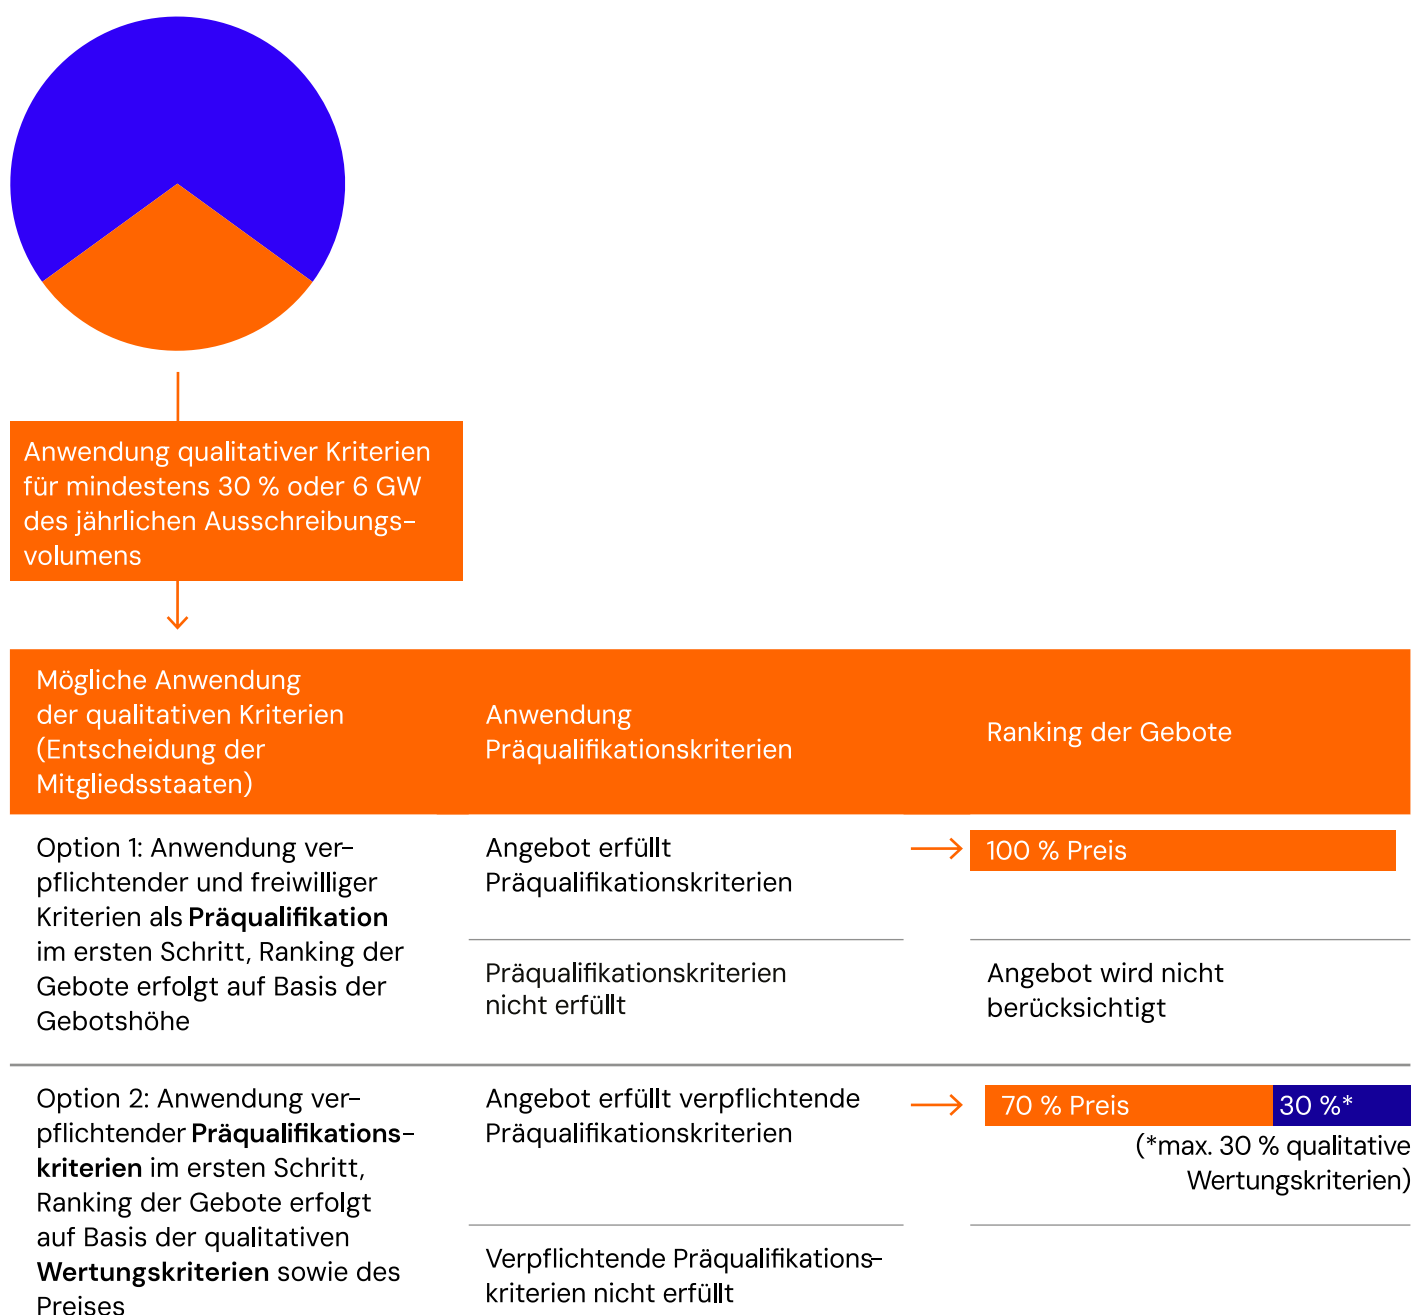 Anwendung qualitativer Kriterien
für mindestens 30 % oder 6 GW
des jährlichen Ausschreibungs-
volumens
Mögliche Anwendung
der qualitativen Kriterien
(Entscheidung der
Mitgliedsstaaten)
Anwendung
Präqualifikationskriterien
Ranking der Gebote
Option 1: Anwendung ver-
pflichtender und freiwilliger
Kriterien als Präqualifikation
im ersten Schritt, Ranking der
Gebote erfolgt auf Basis der
Gebotshöhe
Angebot erfüllt
Präqualifikationskriterien
100 % Preis
Präqualifikationskriterien
nicht erfüllt
Angebot wird nicht
berücksichtigt
Option 2: Anwendung ver-
pflichtender Präqualifikations-
kriterien im ersten Schritt,
Ranking der Gebote erfolgt
auf Basis der qualitativen
Wertungskriterien sowie des
Preises
Angebot erfüllt verpflichtende
Präqualifikationskriterien
70 % Preis
30 %*
(*max. 30 % qualitative
Wertungskriterien)
Verpflichtende Präqualifikations-
kriterien nicht erfüllt